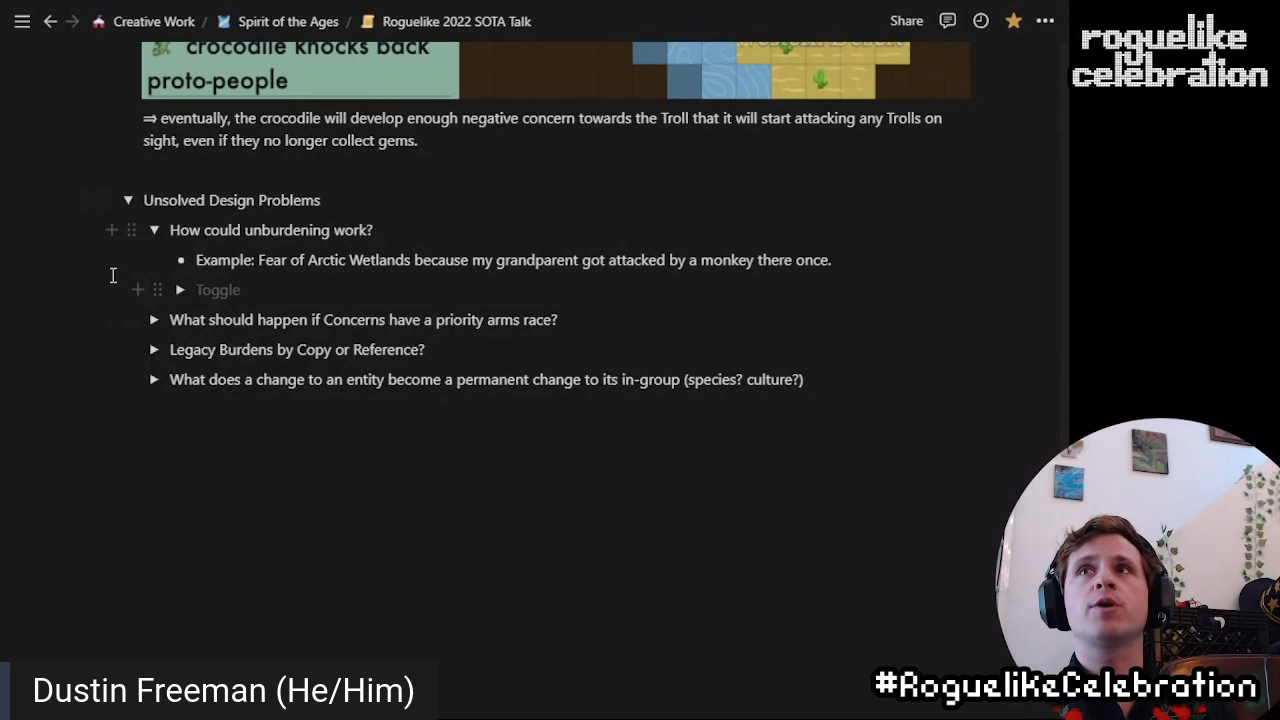 Creative Work / Spirit of the Ages / Roguelike 2022 SOTA Talk
Share
roguelike
celebration
crocodile knocks back
proto-people
⇒ eventually, the crocodile will develop enough negative concern towards the Troll that it will start attacking any Trolls on
sight, even if they no longer collect gems.
Unsolved Design Problems
How could unburdening work?
Example: Fear of Arctic Wetlands because my grandparent got attacked by a monkey there once.
Toggle
What should happen if Concerns have a priority arms race?
Legacy Burdens by Copy or Reference?
What does a change to an entity become a permanent change to its in-group (species? culture?)
Dustin Freeman (He/Him)
#RoguelikeCelebration